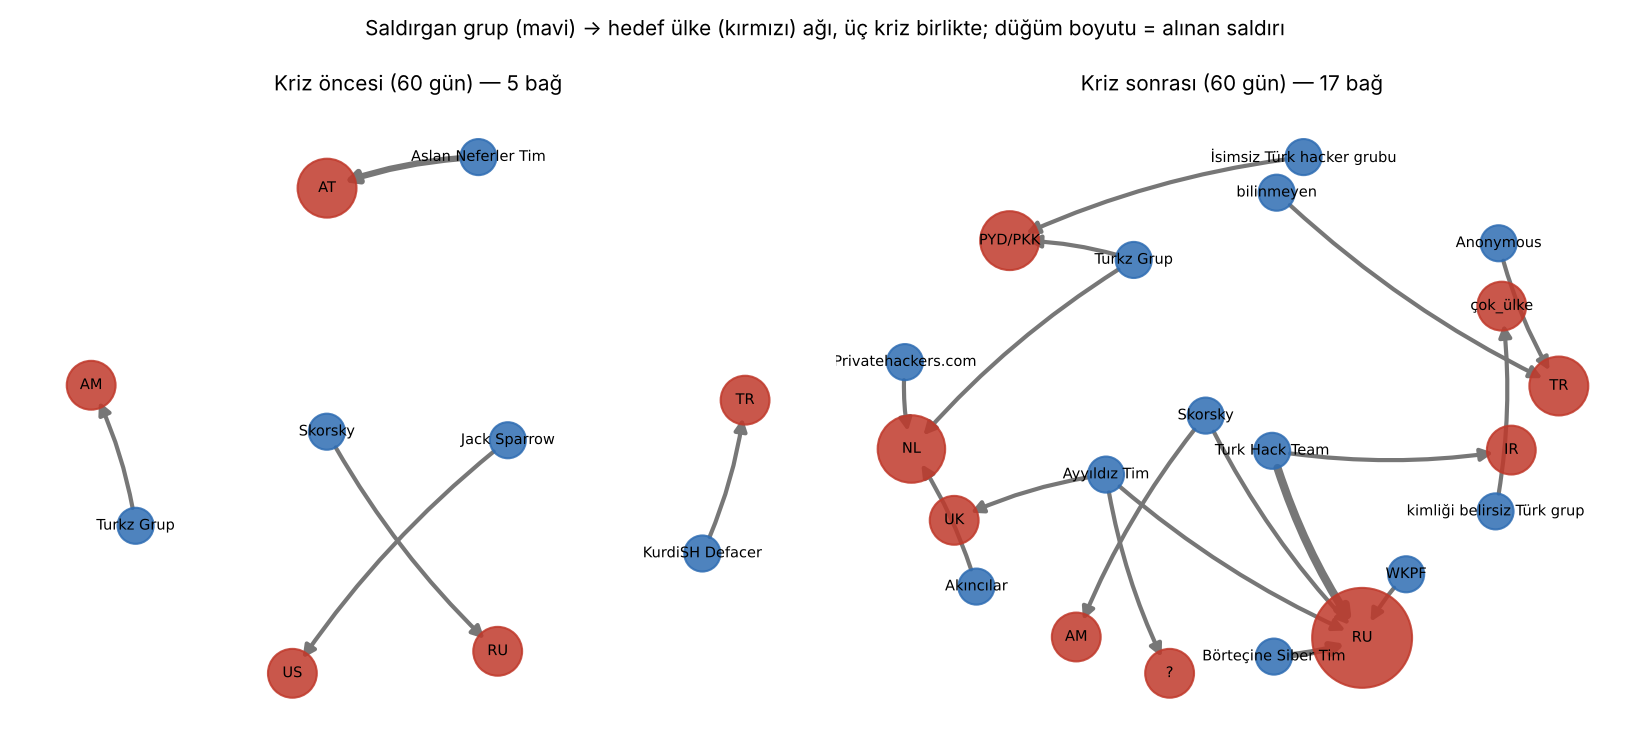 Saldırgan grup (mavi) → hedef ülke (kırmızı) ağı, üç kriz birlikte; düğüm boyutu = alınan saldırı
Kriz öncesi (60 gün) — 5 bağ
Aslan Neferler Tim
AT
AM
Skorsky
Jack Sparrow
TR
Turkz Grup
KurdiSH Defacer
US
RU
Kriz sonrası (60 gün) — 17 bağ
İsimsiz Türk hacker grubu
bilinmeyen
PYD/PKK
Turkz Grup
Anonymous
çok_ülke
Privatehackers.com
TR
Skorsky
NL
Turk Hack Team
IR
Ayyıldız Tim
UK
kimliği belirsiz Türk grup
Akıncılar
WKPF
AM
RU
Börteçine Siber Tim
?